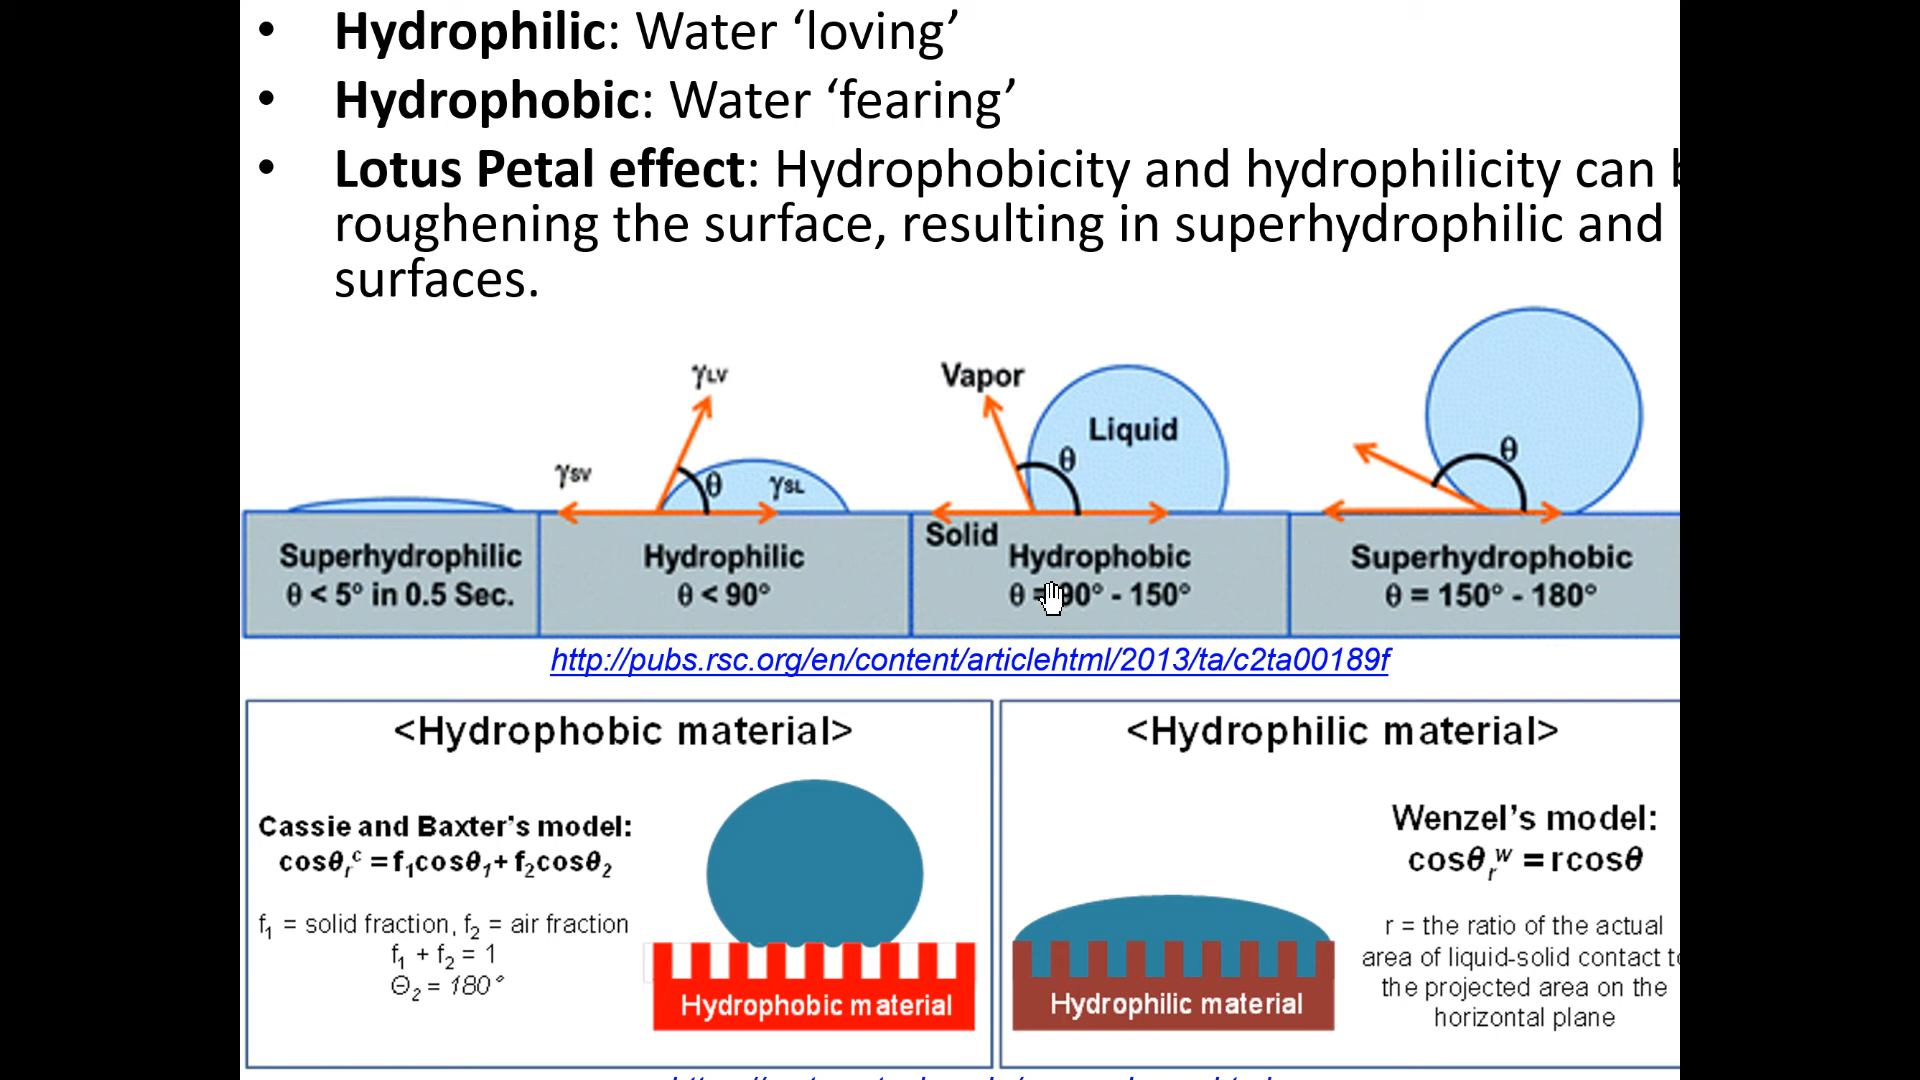 • Hydrophilic: Water ‘loving’
• Hydrophobic: Water ‘fearing’
• Lotus Petal effect: Hydrophobicity and hydrophilicity can
roughening the surface, resulting in superhydrophilic and
surfaces.
γLV
Vapor
Liquid
θ
γSV
θ
γSL
θ
Solid
Superhydrophilic
θ < 5° in 0.5 Sec.
Hydrophilic
θ < 90°
Hydrophobic
θ = 90° - 150°
Superhydrophobic
θ = 150° - 180°
http://pubs.rsc.org/en/content/articlehtml/2013/ta/c2ta00189f
<Hydrophobic material>
Cassie and Baxter's model:
cosθrᶜ = f₁cosθ₁ + f₂cosθ₂
f₁ = solid fraction, f₂ = air fraction
f₁ + f₂ = 1
Θ₂ = 180°
Hydrophobic material
<Hydrophilic material>
Wenzel's model:
cosθrʷ = rcosθ
r = the ratio of the actual
area of liquid-solid contact
the projected area on the
horizontal plane
Hydrophilic material